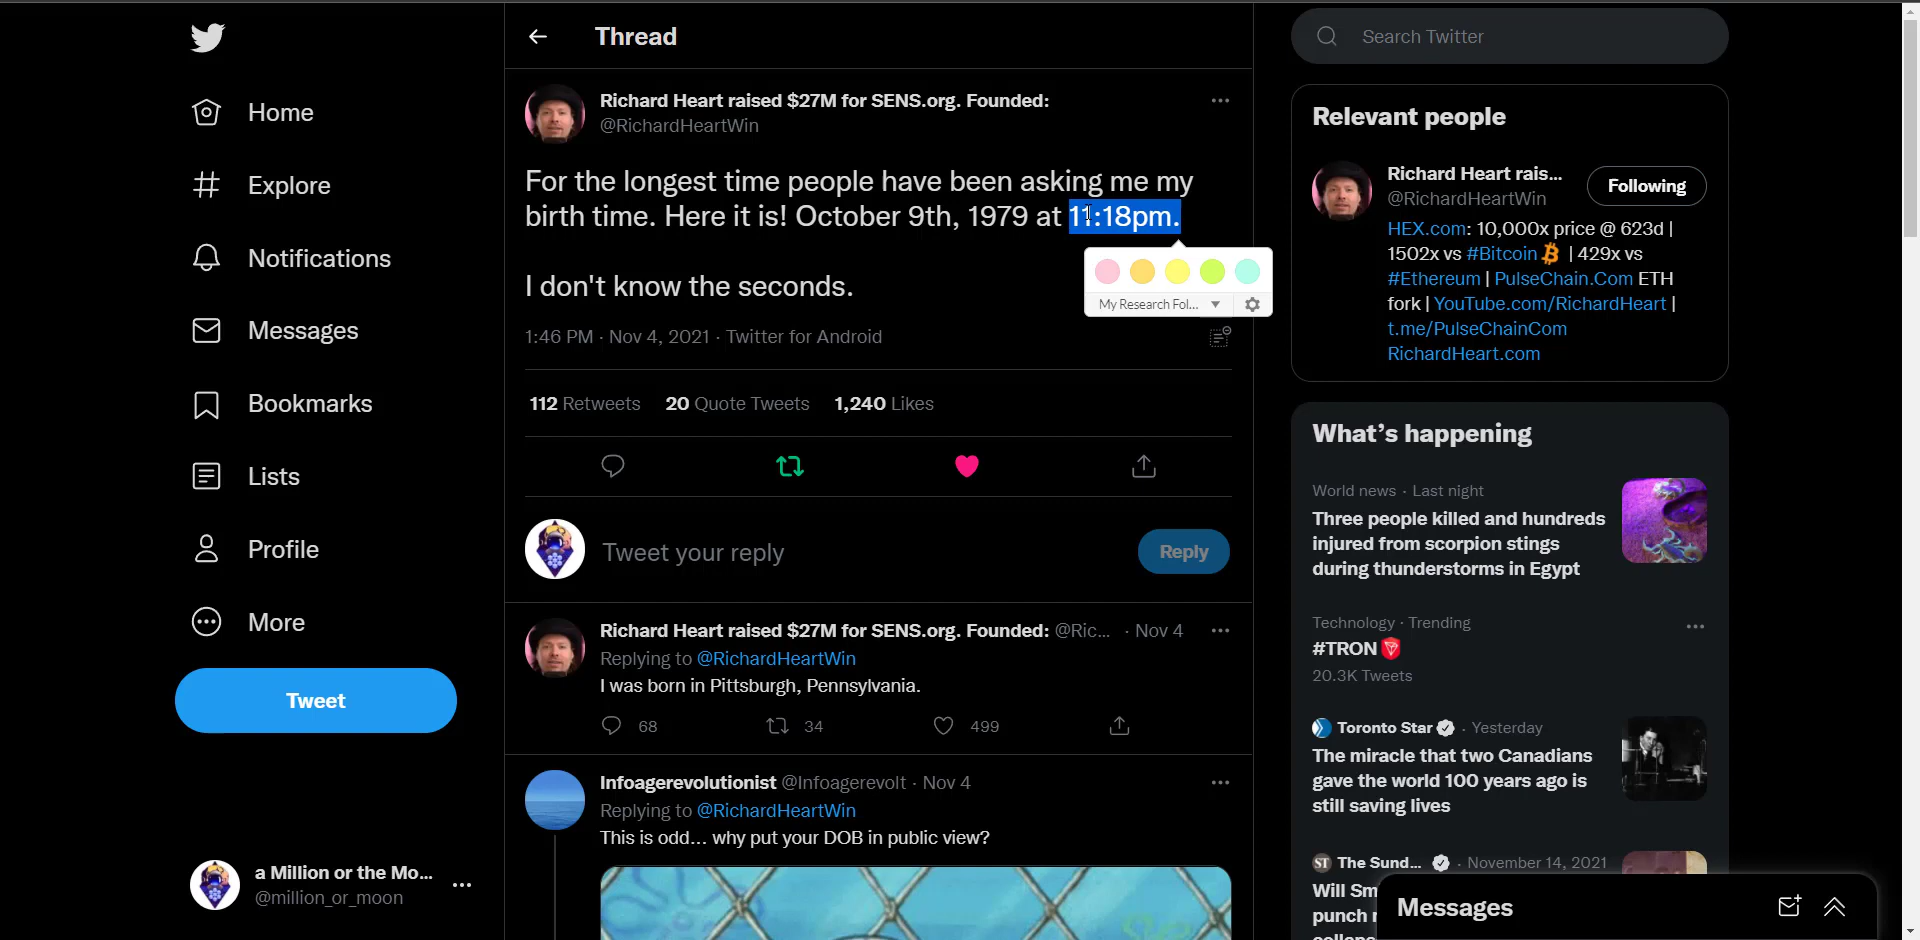 Home
Explore
Notifications
Messages
Bookmarks
Lists
Profile
More
Tweet
a Million or the Mo...
@million_or_moon
Thread
Richard Heart raised $27M for SENS.org. Founded:
@RichardHeartWin
For the longest time people have been asking me my
birth time. Here it is! October 9th, 1979 at 11:18pm.
I don't know the seconds.
My Research Fol...
1:46 PM · Nov 4, 2021 · Twitter for Android
112 Retweets 20 Quote Tweets 1,240 Likes
Tweet your reply
Reply
Richard Heart raised $27M for SENS.org. Founded: @Ric... · Nov 4
Replying to @RichardHeartWin
I was born in Pittsburgh, Pennsylvania.
68 34 499
Infoagerevolutionist @Infoagerevolt · Nov 4
Replying to @RichardHeartWin
This is odd... why put your DOB in public view?
Search Twitter
Relevant people
Richard Heart rais...
@RichardHeartWin
Following
HEX.com: 10,000x price @ 623d |
1502x vs #Bitcoin | 429x vs
#Ethereum | PulseChain.Com ETH
fork | YouTube.com/RichardHeart |
t.me/PulseChainCom
RichardHeart.com
What's happening
World news · Last night
Three people killed and hundreds
injured from scorpion stings
during thunderstorms in Egypt
Technology · Trending
#TRON
20.3K Tweets
Toronto Star · Yesterday
The miracle that two Canadians
gave the world 100 years ago is
still saving lives
ST The Sund... · November 14, 2021
Will Sm
punch
Messages